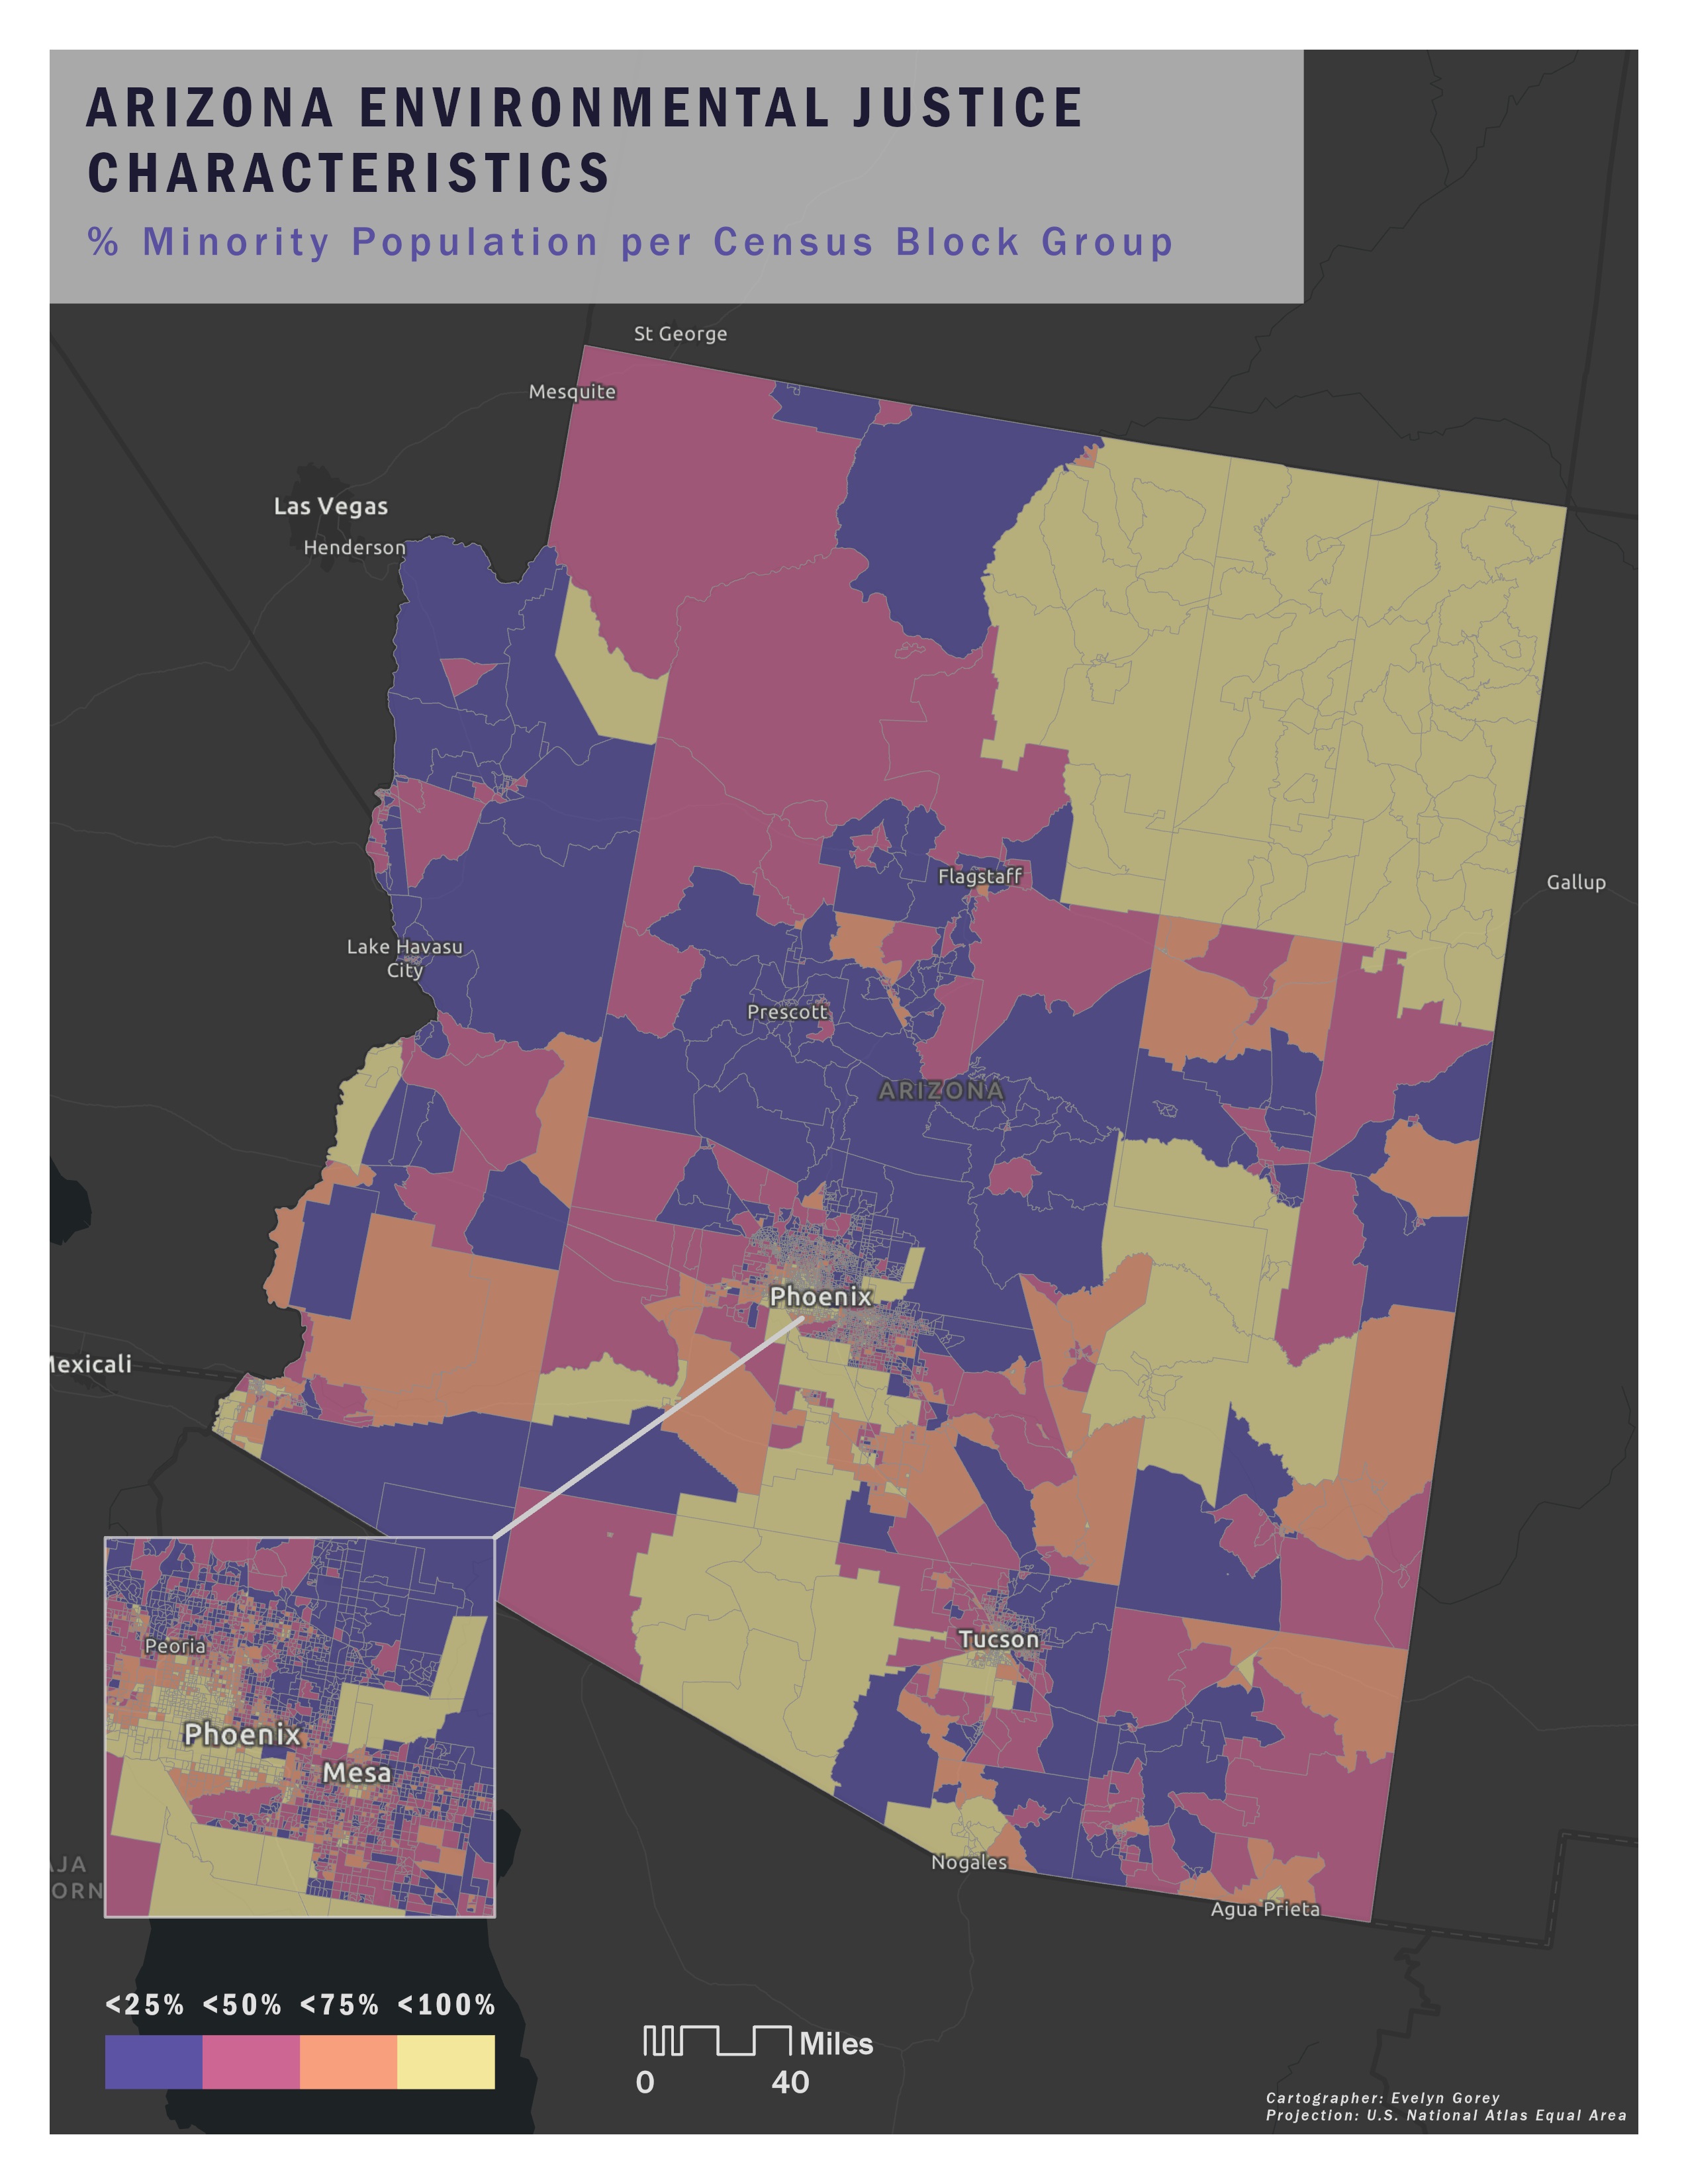 ARIZONA ENVIRONMENTAL JUSTICE
CHARACTERISTICS
% Minority Population per Census Block Group
St George
Mesquite
Las Vegas
Henderson
Flagstaff
Gallup
Lake Havasu
City
Prescott
ARIZONA
Phoenix
Mexicali
Tucson
Peoria
Phoenix
Mesa
Nogales
AJA
ORN
Agua Prieta
<25% <50% <75% <100%
Miles
0 40
Cartographer: Evelyn Gorey
Projection: U.S. National Atlas Equal Area